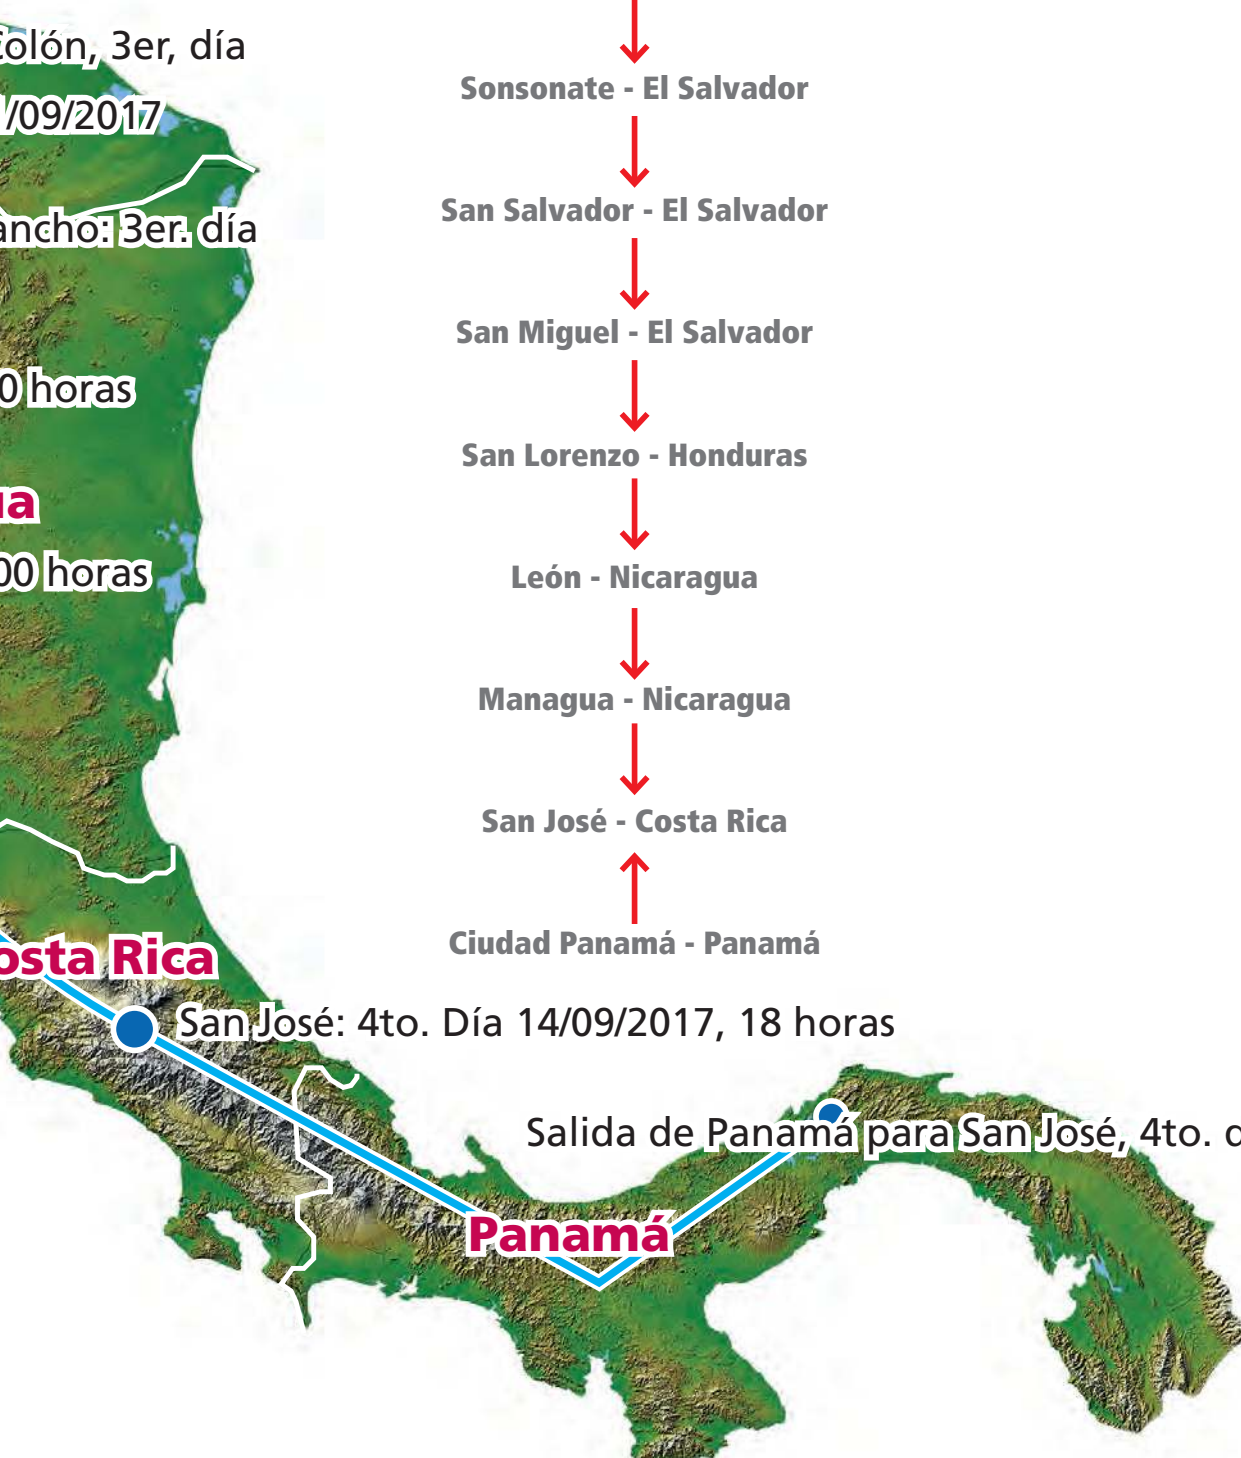 Colón, 3er, día
/09/2017
ancho: 3er. día
0 horas
ua
00 horas
osta Rica
San José: 4to. Día 14/09/2017, 18 horas
Salida de Panamá para San José, 4to. d
Panamá
Sonsonate - El Salvador
San Salvador - El Salvador
San Miguel - El Salvador
San Lorenzo - Honduras
León - Nicaragua
Managua - Nicaragua
San José - Costa Rica
Ciudad Panamá - Panamá